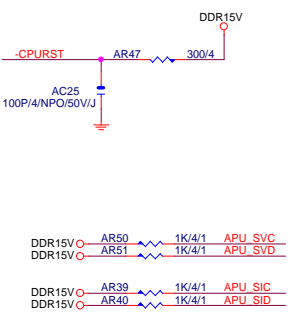 DDR15V
-CPURST AR47 300/4
AC25
100P/4/NPO/50V/J
DDR15V AR50 1K/4/1 APU_SVC
DDR15V AR51 1K/4/1 APU_SVD
DDR15V AR39 1K/4/1 APU_SIC
DDR15V AR40 1K/4/1 APU_SID